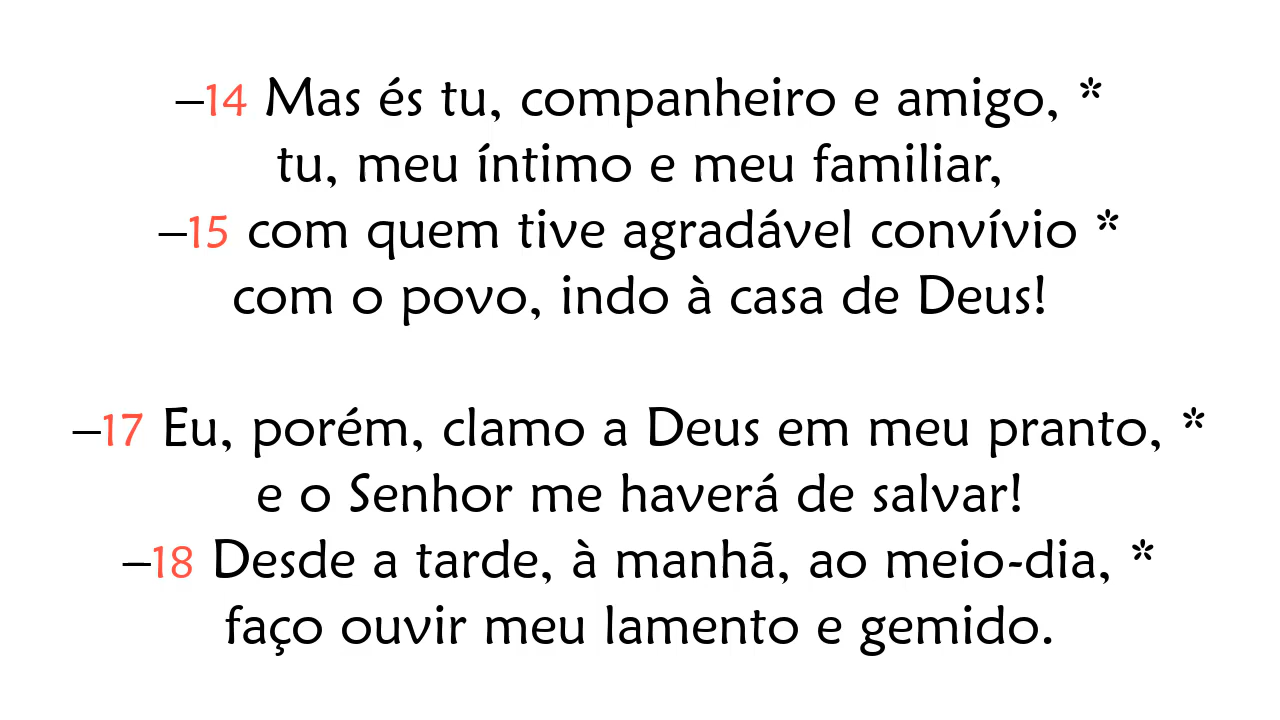 –14 Mas és tu, companheiro e amigo, *
tu, meu íntimo e meu familiar,
–15 com quem tive agradável convívio *
com o povo, indo à casa de Deus!
–17 Eu, porém, clamo a Deus em meu pranto, *
e o Senhor me haverá de salvar!
–18 Desde a tarde, à manhã, ao meio-dia, *
faço ouvir meu lamento e gemido.